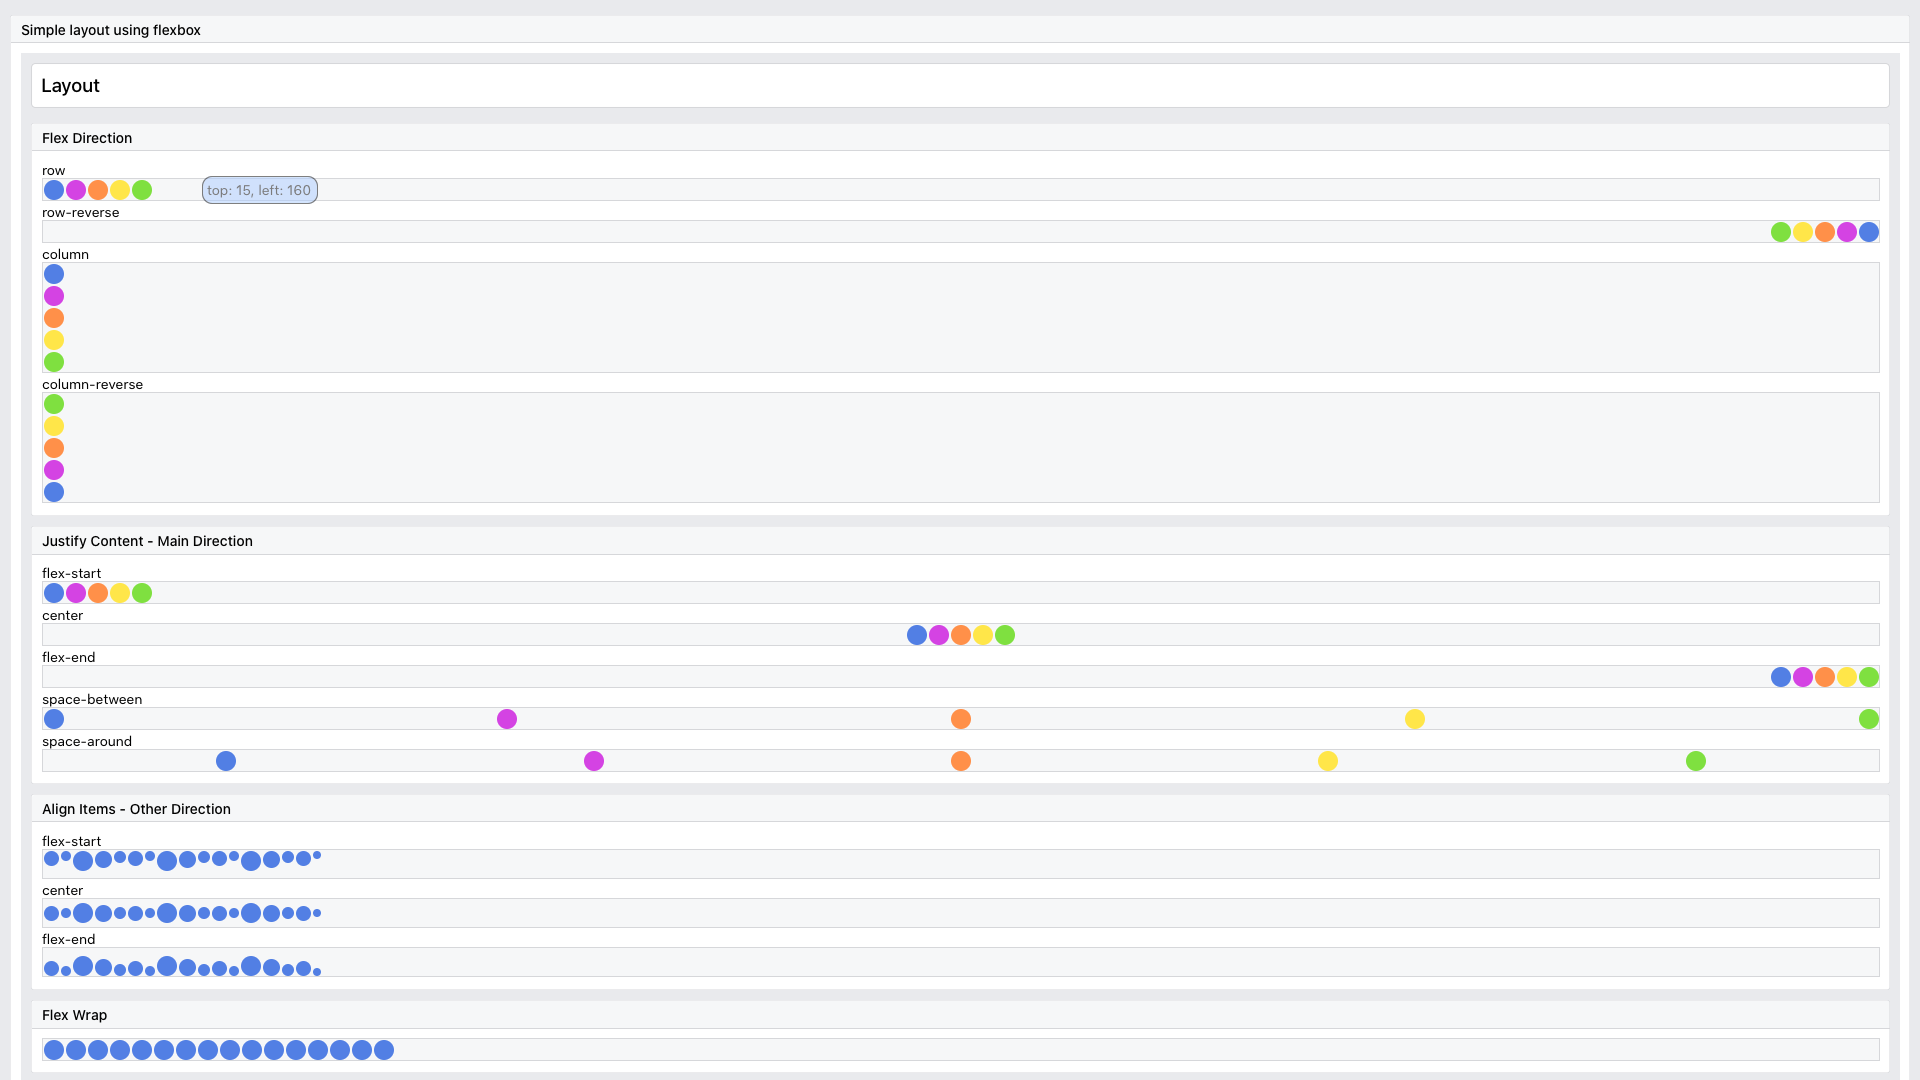 Simple layout using flexbox
Layout
Flex Direction
row
top: 15, left: 160
row-reverse
column
column-reverse
Justify Content - Main Direction
flex-start
center
flex-end
space-between
space-around
Align Items - Other Direction
flex-start
center
flex-end
Flex Wrap